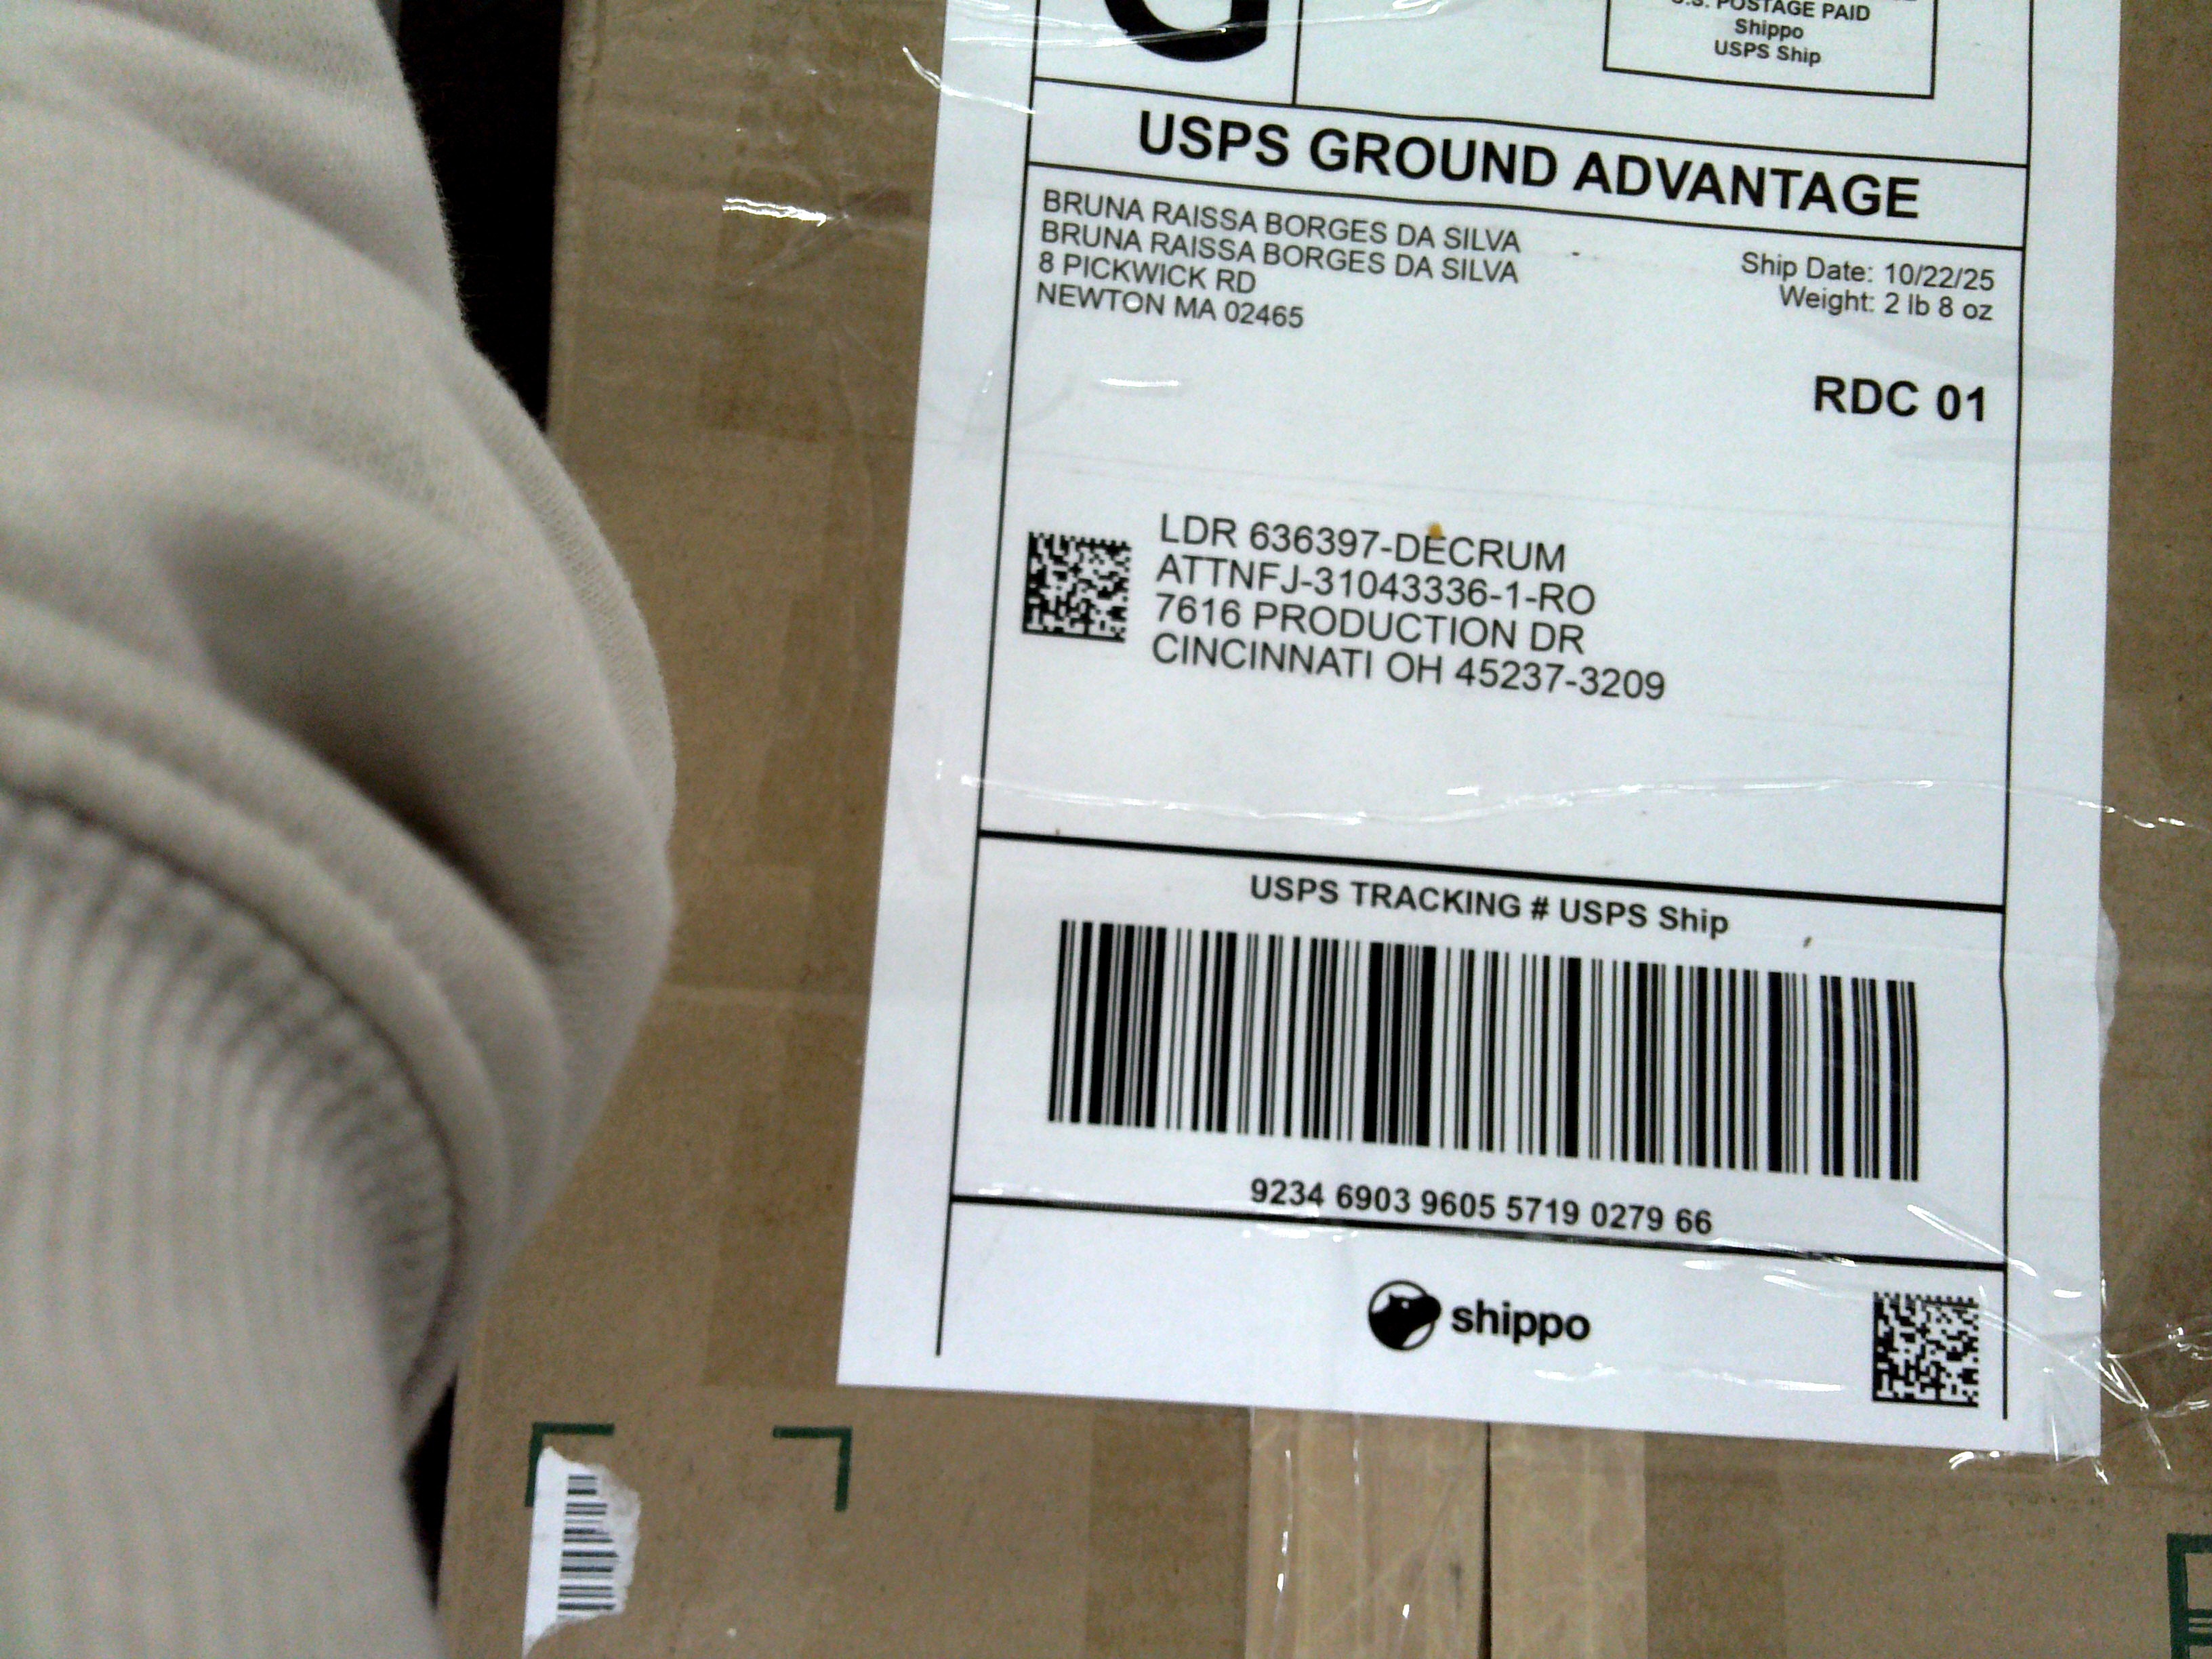 U.S. POSTAGE PAID
Shippo
USPS Ship
USPS GROUND ADVANTAGE
BRUNA RAISSA BORGES DA SILVA
BRUNA RAISSA BORGES DA SILVA
8 PICKWICK RD
NEWTON MA 02465
Ship Date: 10/22/25
Weight: 2 lb 8 oz
RDC 01
LDR 636397-DECRUM
ATTNFJ-31043336-1-RO
7616 PRODUCTION DR
CINCINNATI OH 45237-3209
USPS TRACKING # USPS Ship
9234 6903 9605 5719 0279 66
shippo